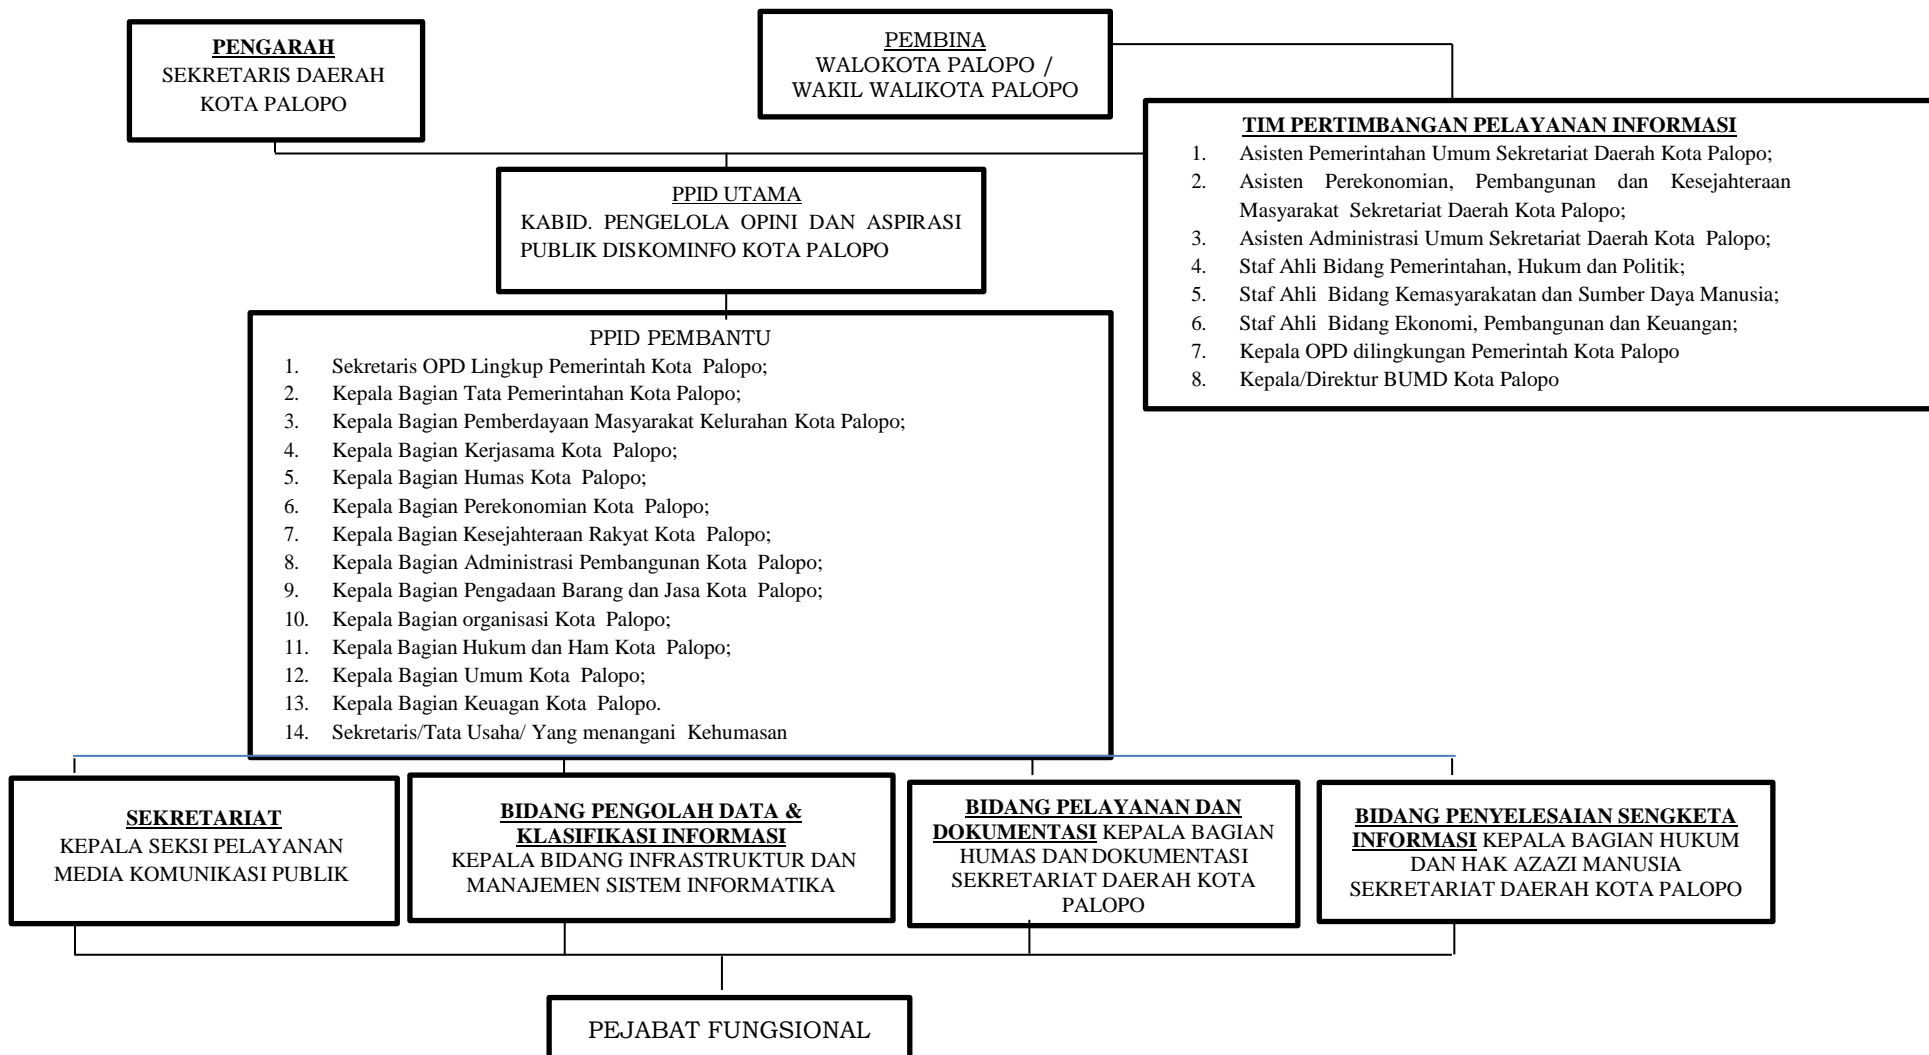 PENGARAH
SEKRETARIS DAERAH
KOTA PALOPO
PEMBINA
WALOKOTA PALOPO /
WAKIL WALIKOTA PALOPO
TIM PERTIMBANGAN PELAYANAN INFORMASI
1. Asisten Pemerintahan Umum Sekretariat Daerah Kota Palopo;
2. Asisten Perekonomian, Pembangunan dan Kesejahteraan
Masyarakat Sekretariat Daerah Kota Palopo;
3. Asisten Administrasi Umum Sekretariat Daerah Kota Palopo;
4. Staf Ahli Bidang Pemerintahan, Hukum dan Politik;
5. Staf Ahli Bidang Kemasyarakatan dan Sumber Daya Manusia;
6. Staf Ahli Bidang Ekonomi, Pembangunan dan Keuangan;
7. Kepala OPD dilingkungan Pemerintah Kota Palopo
8. Kepala/Direktur BUMD Kota Palopo
PPID UTAMA
KABID. PENGELOLA OPINI DAN ASPIRASI
PUBLIK DISKOMINFO KOTA PALOPO
PPID PEMBANTU
1. Sekretaris OPD Lingkup Pemerintah Kota Palopo;
2. Kepala Bagian Tata Pemerintahan Kota Palopo;
3. Kepala Bagian Pemberdayaan Masyarakat Kelurahan Kota Palopo;
4. Kepala Bagian Kerjasama Kota Palopo;
5. Kepala Bagian Humas Kota Palopo;
6. Kepala Bagian Perekonomian Kota Palopo;
7. Kepala Bagian Kesejahteraan Rakyat Kota Palopo;
8. Kepala Bagian Administrasi Pembangunan Kota Palopo;
9. Kepala Bagian Pengadaan Barang dan Jasa Kota Palopo;
10. Kepala Bagian organisasi Kota Palopo;
11. Kepala Bagian Hukum dan Ham Kota Palopo;
12. Kepala Bagian Umum Kota Palopo;
13. Kepala Bagian Keuagan Kota Palopo.
14. Sekretaris/Tata Usaha/ Yang menangani Kehumasan
SEKRETARIAT
KEPALA SEKSI PELAYANAN
MEDIA KOMUNIKASI PUBLIK
BIDANG PENGOLAH DATA &
KLASIFIKASI INFORMASI
KEPALA BIDANG INFRASTRUKTUR DAN
MANAJEMEN SISTEM INFORMATIKA
BIDANG PELAYANAN DAN
DOKUMENTASI KEPALA BAGIAN
HUMAS DAN DOKUMENTASI
SEKRETARIAT DAERAH KOTA
PALOPO
BIDANG PENYELESAIAN SENGKETA
INFORMASI KEPALA BAGIAN HUKUM
DAN HAK AZAZI MANUSIA
SEKRETARIAT DAERAH KOTA PALOPO
PEJABAT FUNGSIONAL